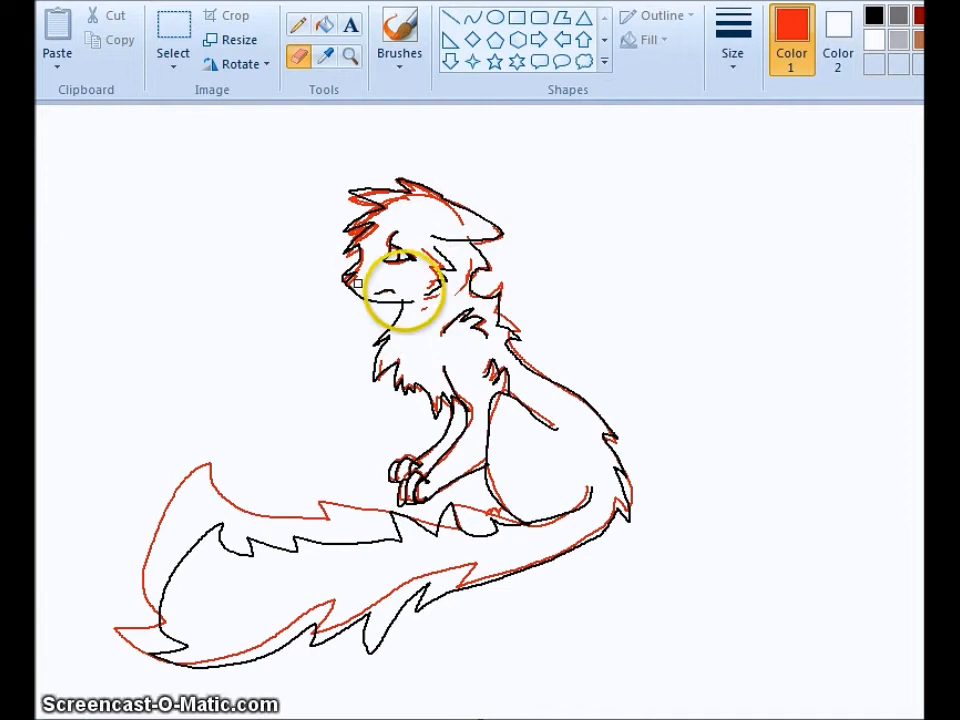 Cut
Copy
Paste
Clipboard
Select
Crop
Resize
Rotate
Image
A
Tools
Brushes
Outline
Fill
Shapes
Size
Color 1
Color 2
Screencast-O-Matic.com